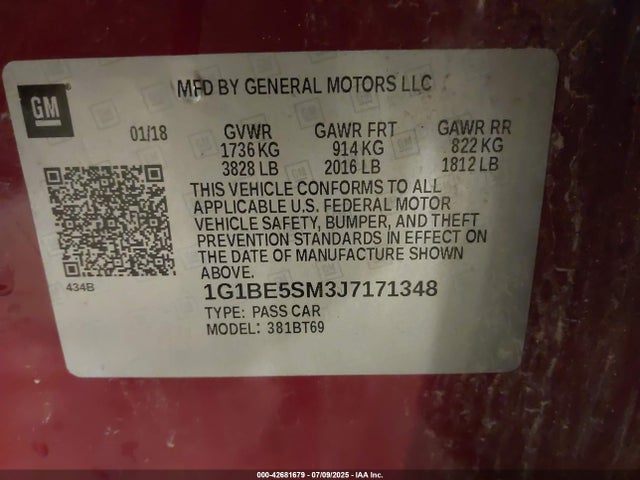 GM
MFD BY GENERAL MOTORS LLC
01/18 GVWR GAWR FRT GAWR RR
1736 KG 914 KG 822 KG
3828 LB 2016 LB 1812 LB
THIS VEHICLE CONFORMS TO ALL
APPLICABLE U.S. FEDERAL MOTOR
VEHICLE SAFETY, BUMPER, AND THEFT
PREVENTION STANDARDS IN EFFECT ON
THE DATE OF MANUFACTURE SHOWN
ABOVE.
434B
1G1BE5SM3J7171348
TYPE: PASS CAR
MODEL: 381BT69
000-42681679 - 07/09/2025 - IAA Inc.